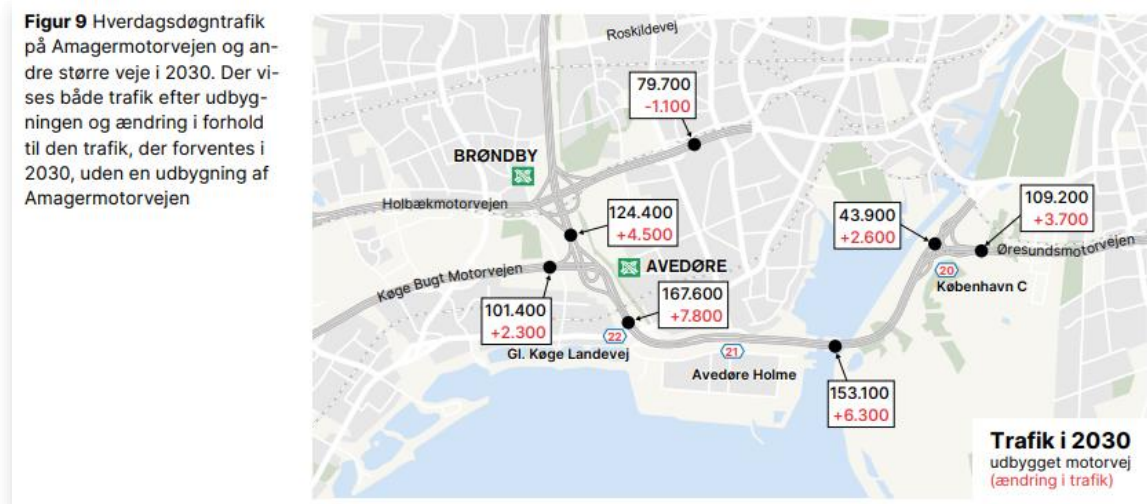 Figur 9 Hverdagsdøgntrafik
på Amagermotorvejen og an-
dre større veje i 2030. Der vi-
ses både trafik efter udbyg-
ningen og ændring i forhold
til den trafik, der forventes i
2030, uden en udbygning af
Amagermotorvejen
Roskildevej
79.700
-1.100
BRØNDBY
Holbækmotorvejen
124.400
+4.500
43.900
+2.600
109.200
+3.700
Øresundsmotorvejen
Køge Bugt Motorvejen
AVEDØRE
20
København C
101.400
+2.300
167.600
+7.800
22
Gl. Køge Landevej
21
Avedøre Holme
153.100
+6.300
Trafik i 2030
udbygget motorvej
(ændring i trafik)